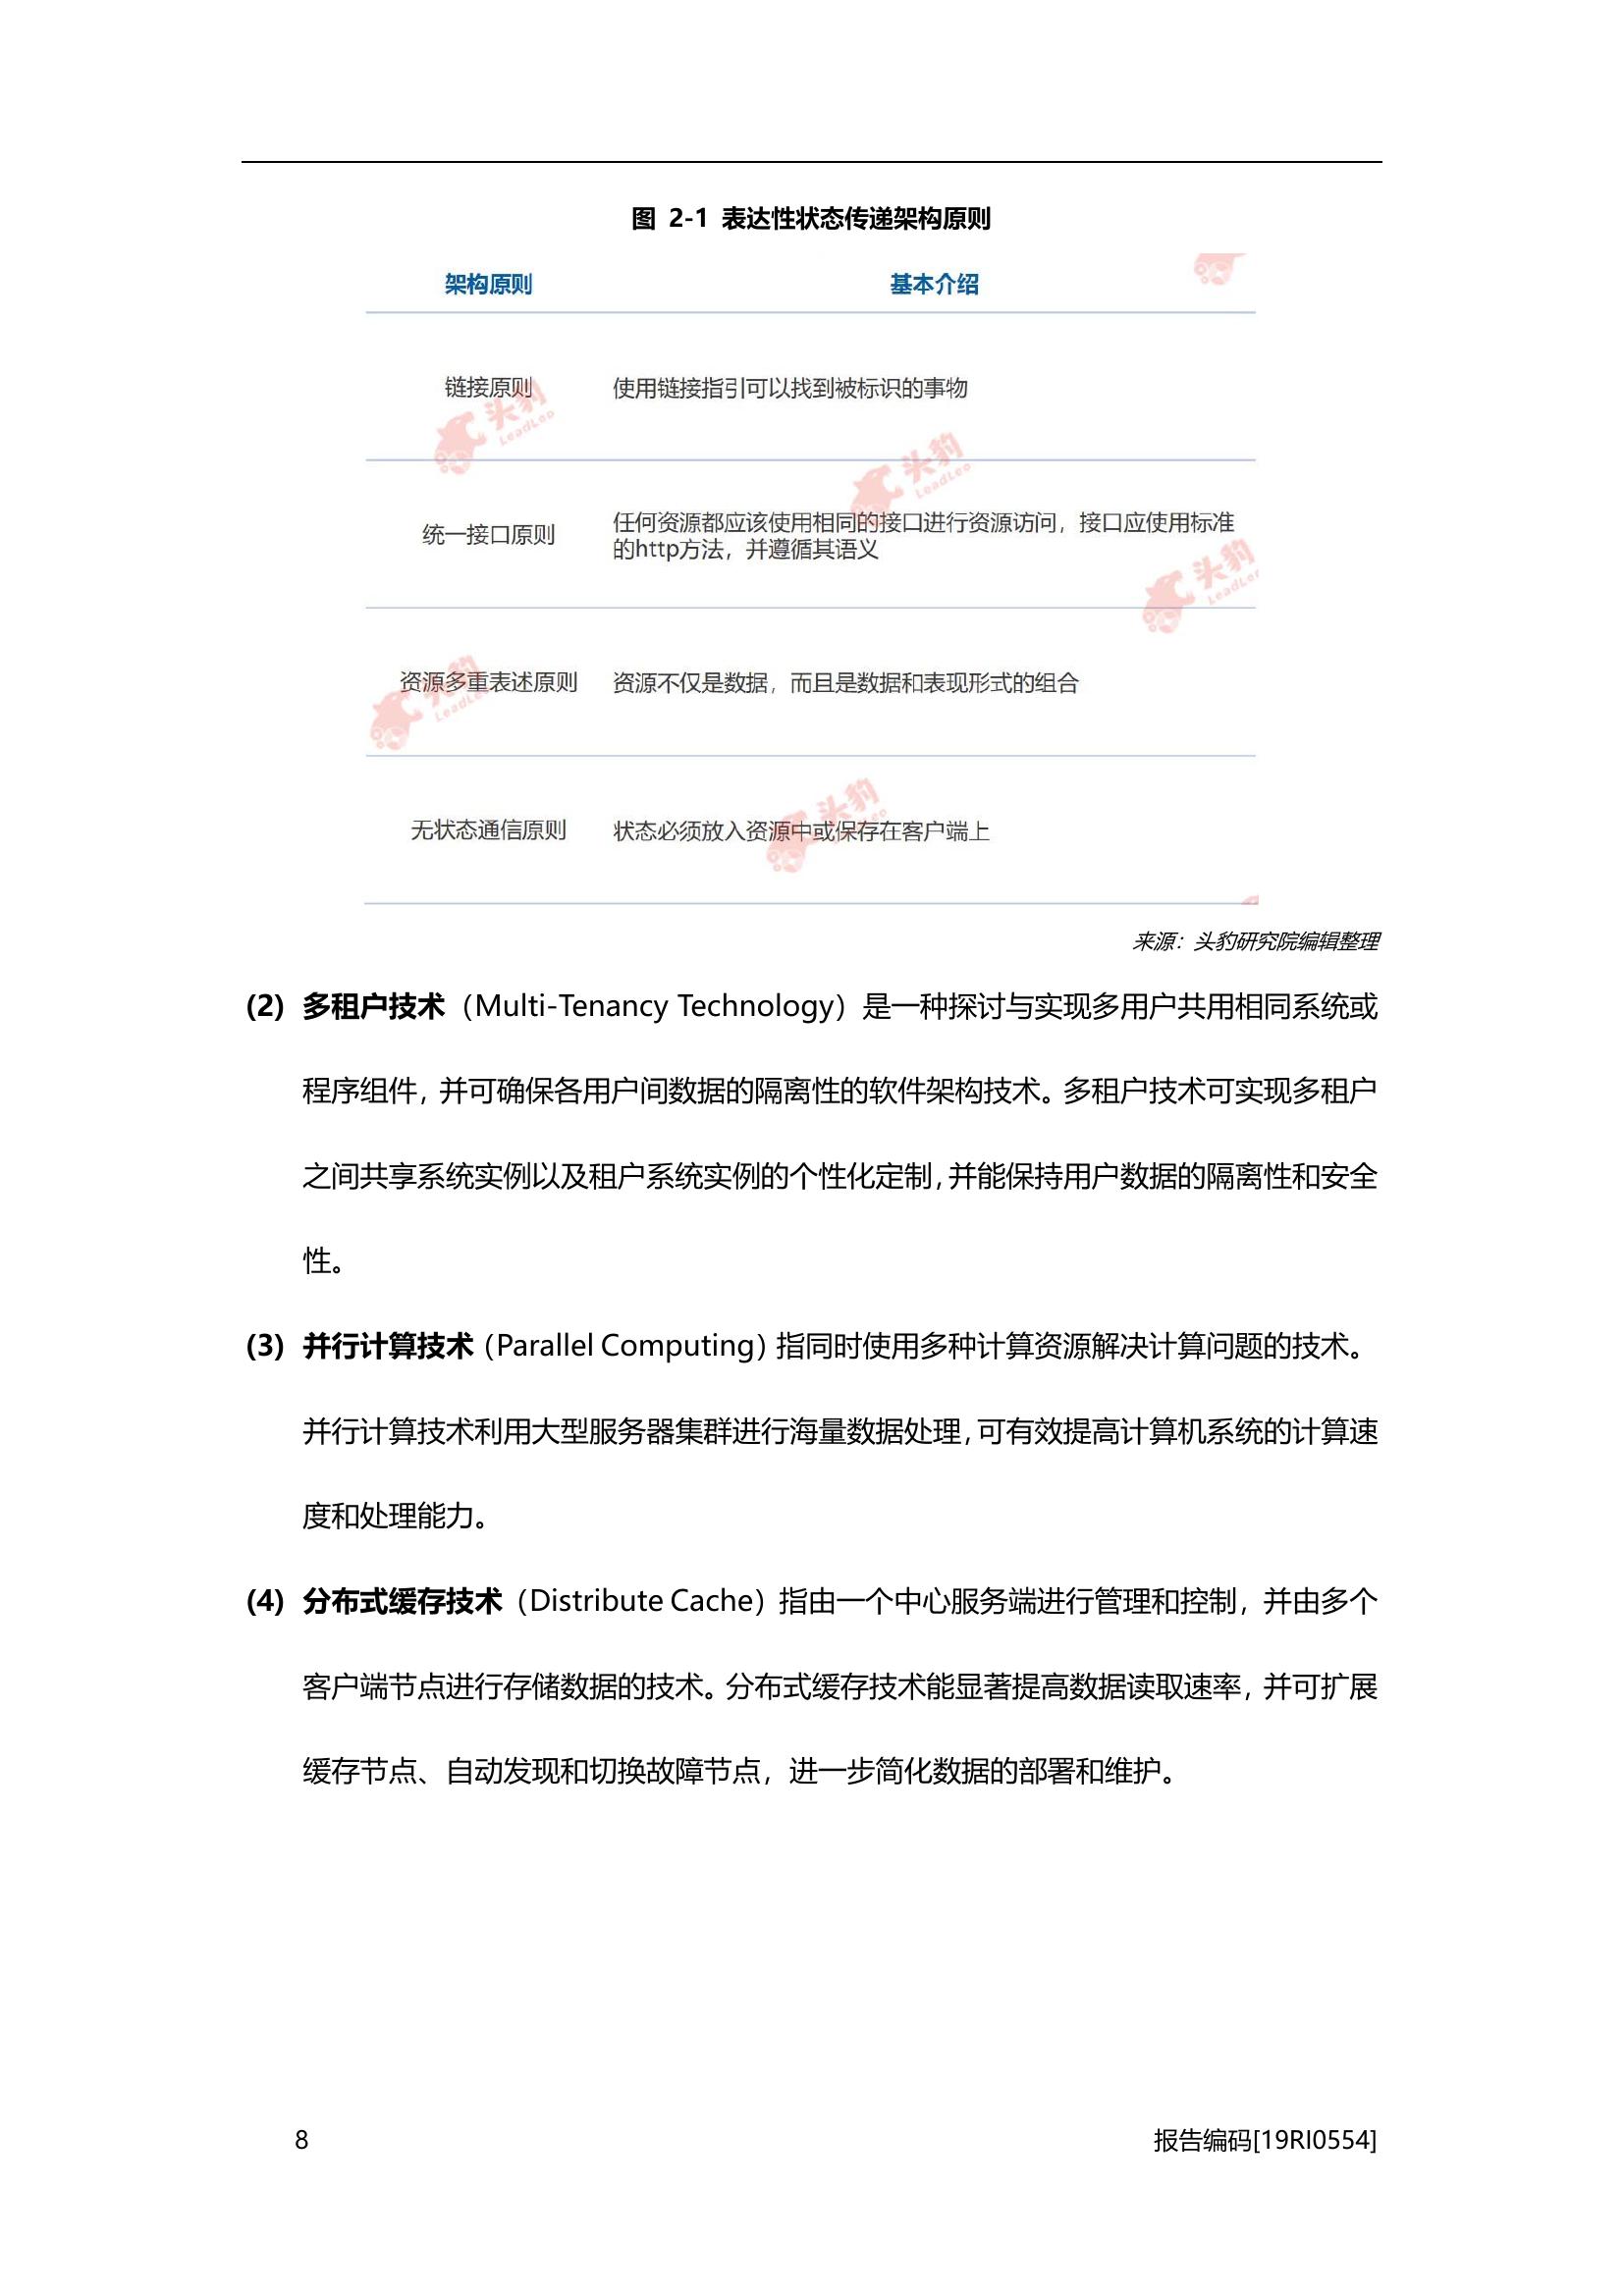 图 2-1 表达性状态传递架构原则
架构原则 基本介绍
链接原则 使用链接指引可以找到被标识的事物
统一接口原则 任何资源都应该使用相同的接口进行资源访问，接口应使用标准
的http方法，并遵循其语义
资源多重表述原则 资源不仅是数据，而且是数据和表现形式的组合
无状态通信原则 状态必须放入资源中或保存在客户端上
头豹
LeadLeo
头豹
LeadLeo
头豹
LeadLeo
头豹
LeadLeo
头豹
LeadLeo
来源：头豹研究院编辑整理
(2) 多租户技术（Multi-Tenancy Technology）是一种探讨与实现多用户共用相同系统或
程序组件，并可确保各用户间数据的隔离性的软件架构技术。多租户技术可实现多租户
之间共享系统实例以及租户系统实例的个性化定制，并能保持用户数据的隔离性和安全
性。
(3) 并行计算技术（Parallel Computing）指同时使用多种计算资源解决计算问题的技术。
并行计算技术利用大型服务器集群进行海量数据处理，可有效提高计算机系统的计算速
度和处理能力。
(4) 分布式缓存技术（Distribute Cache）指由一个中心服务端进行管理和控制，并由多个
客户端节点进行存储数据的技术。分布式缓存技术能显著提高数据读取速率，并可扩展
缓存节点、自动发现和切换故障节点，进一步简化数据的部署和维护。
8 报告编码[19RI0554]